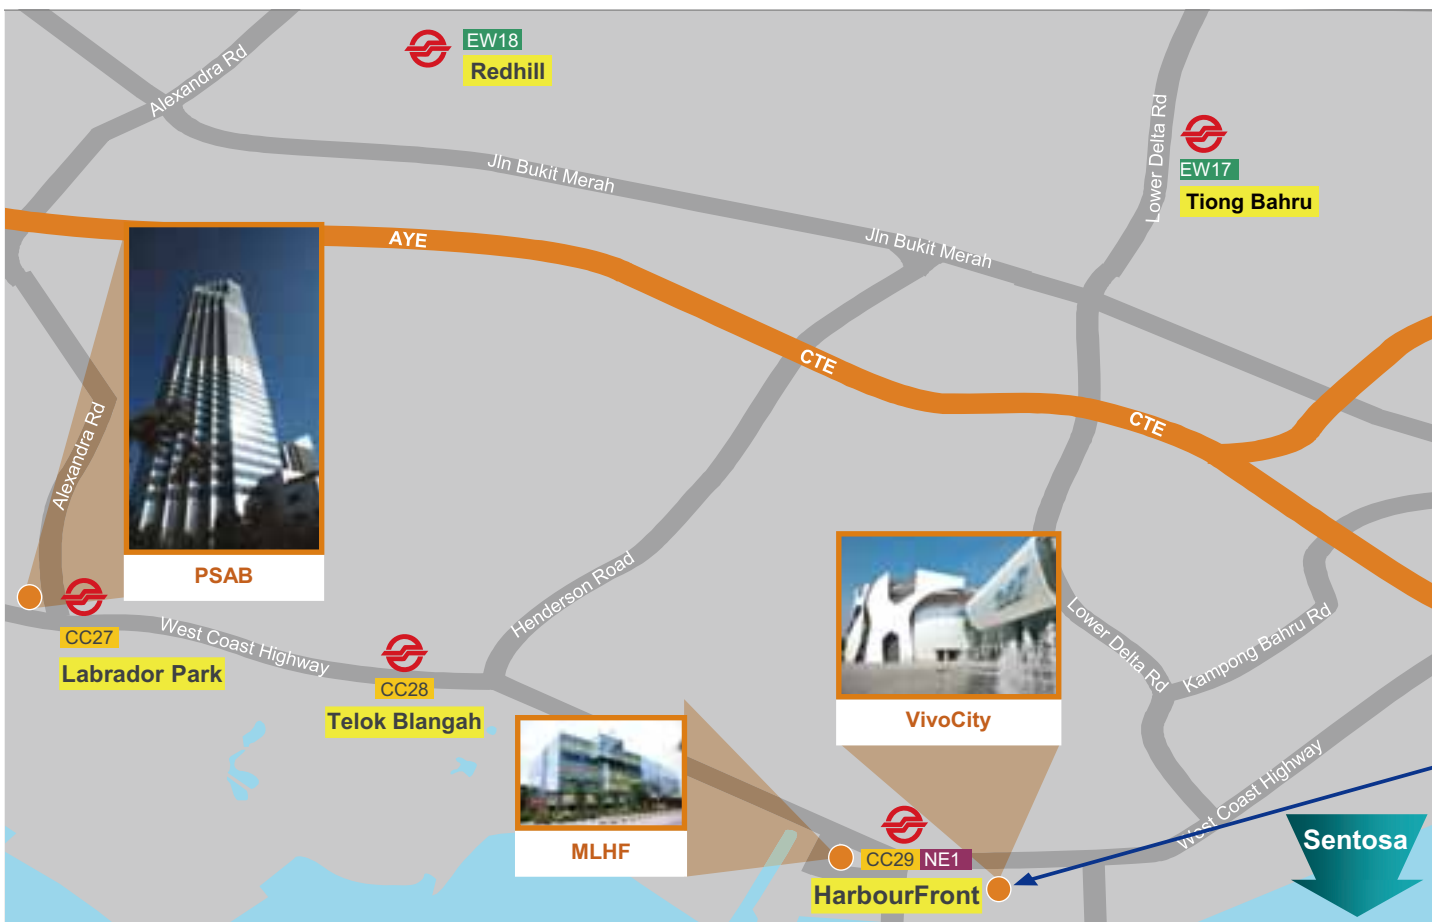 EW18
Redhill
Alexandra Rd
Lower Delta Rd
EW17
Tiong Bahru
Jln Bukit Merah
AYE
Jln Bukit Merah
CTE
CTE
Alexandra Rd
PSAB
Henderson Road
CC27
Labrador Park
West Coast Highway
CC28
Telok Blangah
Lower Delta Rd
Kampong Bahru Rd
VivoCity
MLHF
West Coast Highway
CC29 NE1
HarbourFront
Sentosa